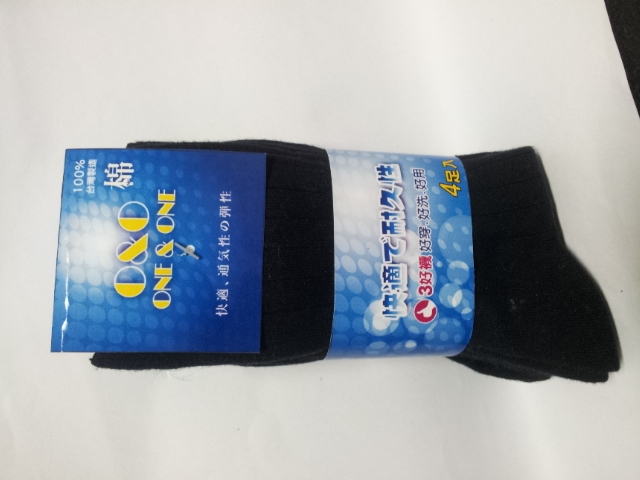 100%
台灣製造
棉
O&O
ONE & ONE
快適、通気性の弾性
快適で耐久性
3好襪 好穿、好洗、好用
4足入